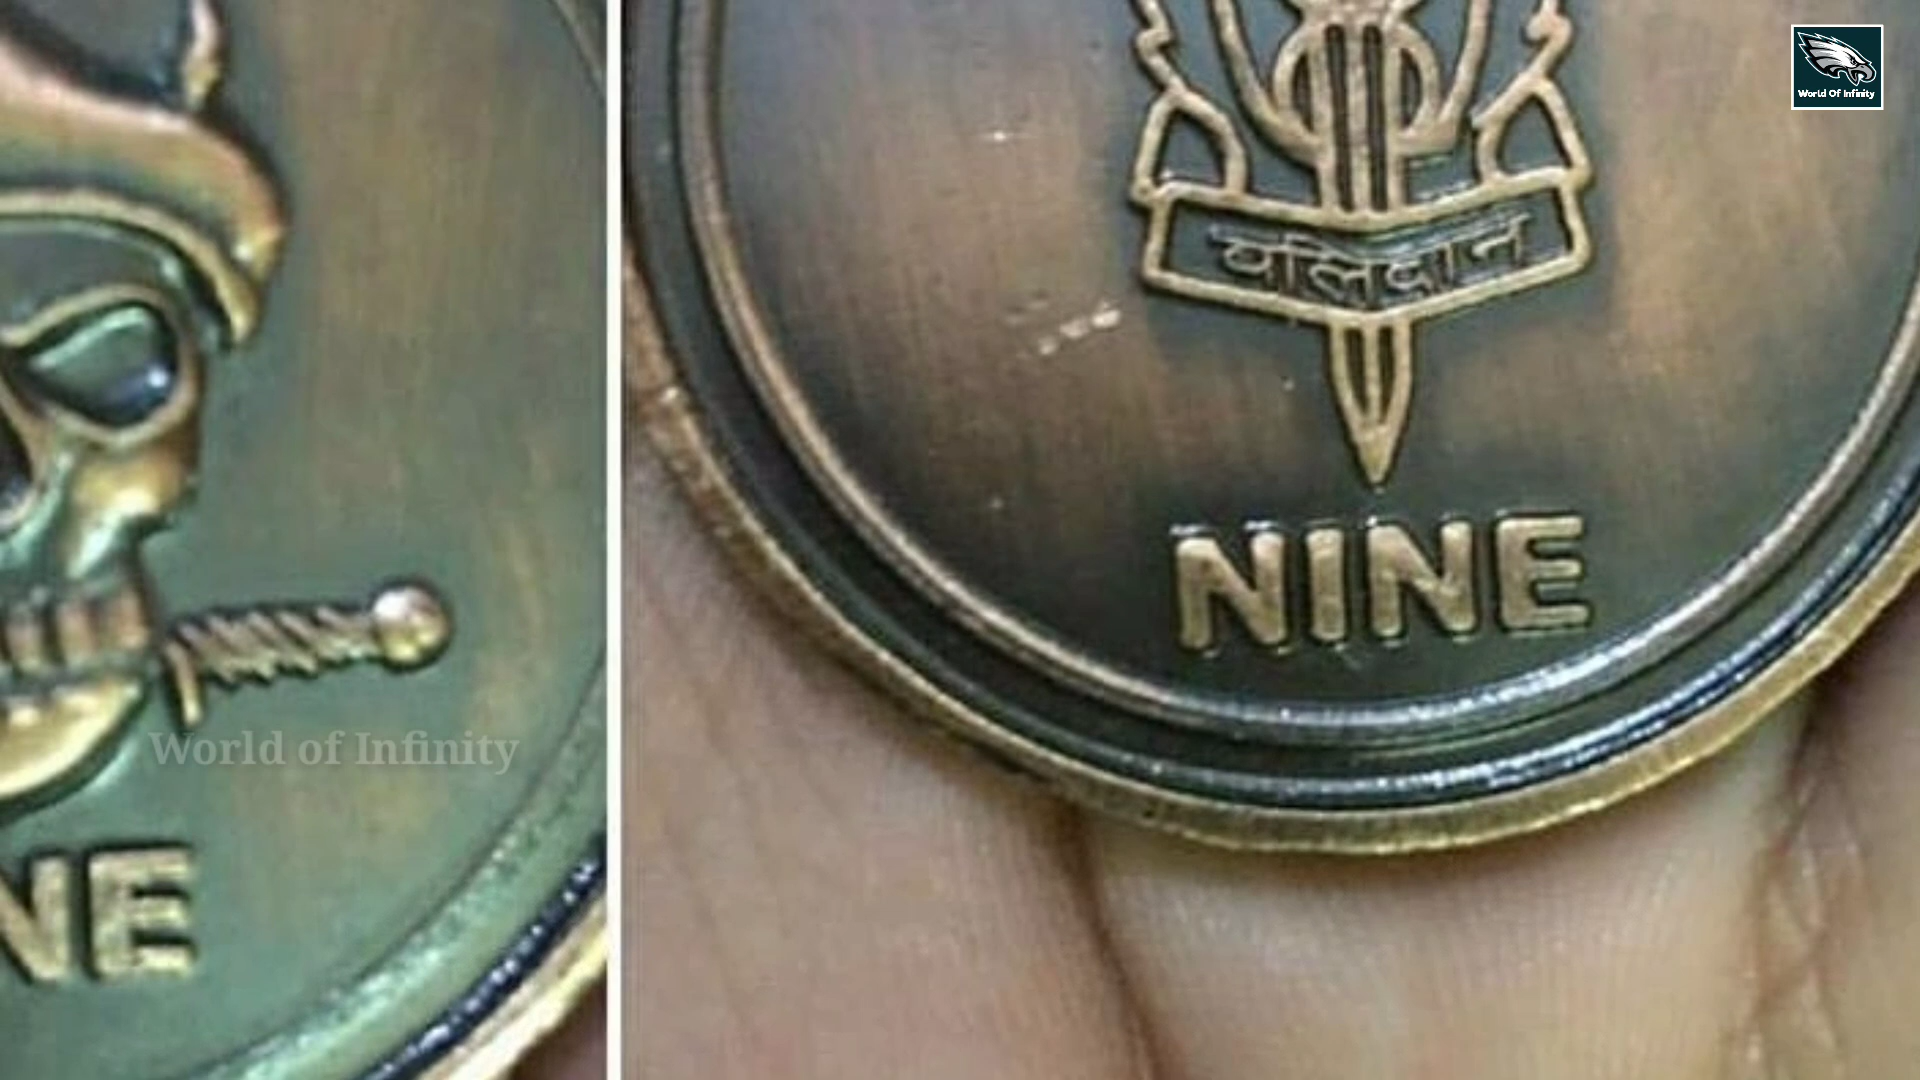 World Of Infinity
बलिदान
NINE
World of Infinity
NE